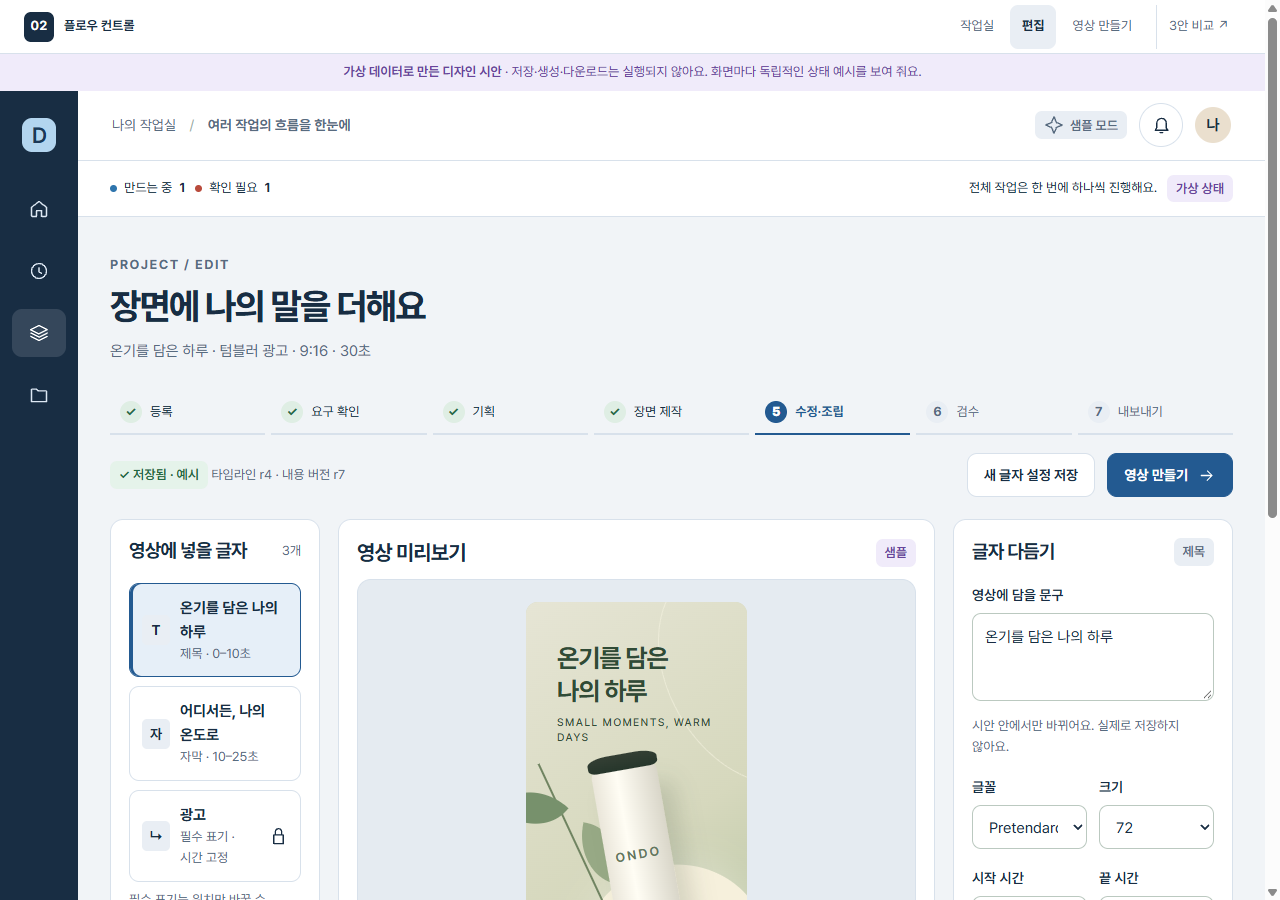 02 플로우 컨트롤
작업실 편집 영상 만들기 3안 비교 ↗
가상 데이터로 만든 디자인 시안 · 저장·생성·다운로드는 실행되지 않아요. 화면마다 독립적인 상태 예시를 보여 줘요.
D
나의 작업실 / 여러 작업의 흐름을 한눈에
샘플 모드
나
만드는 중 1 확인 필요 1
전체 작업은 한 번에 하나씩 진행해요. 가상 상태
PROJECT / EDIT
장면에 나의 말을 더해요
온기를 담은 하루 · 텀블러 광고 · 9:16 · 30초
등록
요구 확인
기획
장면 제작
5 수정·조립
6 검수
7 내보내기
저장됨 · 예시 타임라인 r4 · 내용 버전 r7
새 글자 설정 저장
영상 만들기 →
영상에 넣을 글자 3개
T
온기를 담은 나의
하루
제목 · 0–10초
자
어디서든, 나의
온도로
자막 · 10–25초
↳
광고
필수 표기 ·
시간 고정
영상 미리보기 샘플
온기를 담은
나의 하루
SMALL MOMENTS, WARM
DAYS
ONDO
글자 다듬기 제목
영상에 담을 문구
온기를 담은 나의 하루
시안 안에서만 바뀌어요. 실제로 저장하지
않아요.
글꼴 크기
72
시작 시간 끝 시간